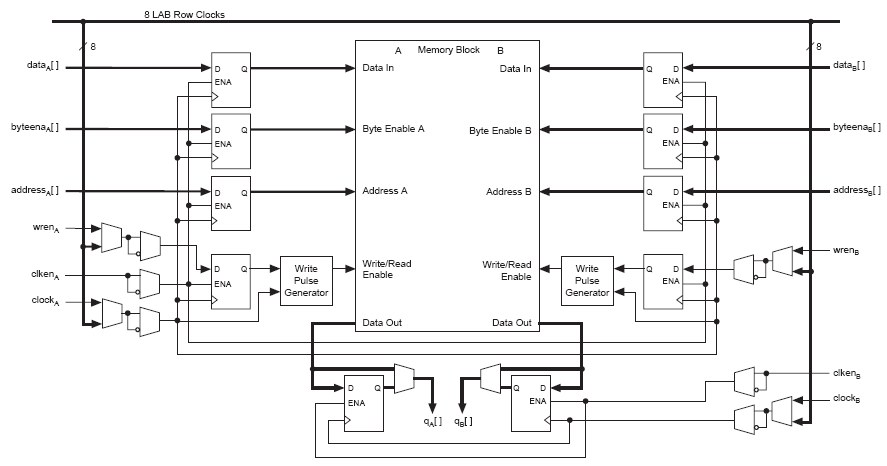 8 LAB Row Clocks
8
8
A Memory Block B
dataA[ ]
D Q
ENA
Data In
Data In
Q D
ENA
dataB[ ]
byteenaA[ ]
D Q
ENA
Byte Enable A
Byte Enable B
Q D
ENA
byteenaB[ ]
addressA[ ]
D Q
ENA
Address A
Address B
Q D
ENA
addressB[ ]
wrenA
clkenA
clockA
D Q
ENA
Write
Pulse
Generator
Write/Read
Enable
Write/Read
Enable
Write
Pulse
Generator
Q D
ENA
wrenB
Data Out
Data Out
D Q
ENA
qA[ ]
qB[ ]
Q D
ENA
clkenB
clockB